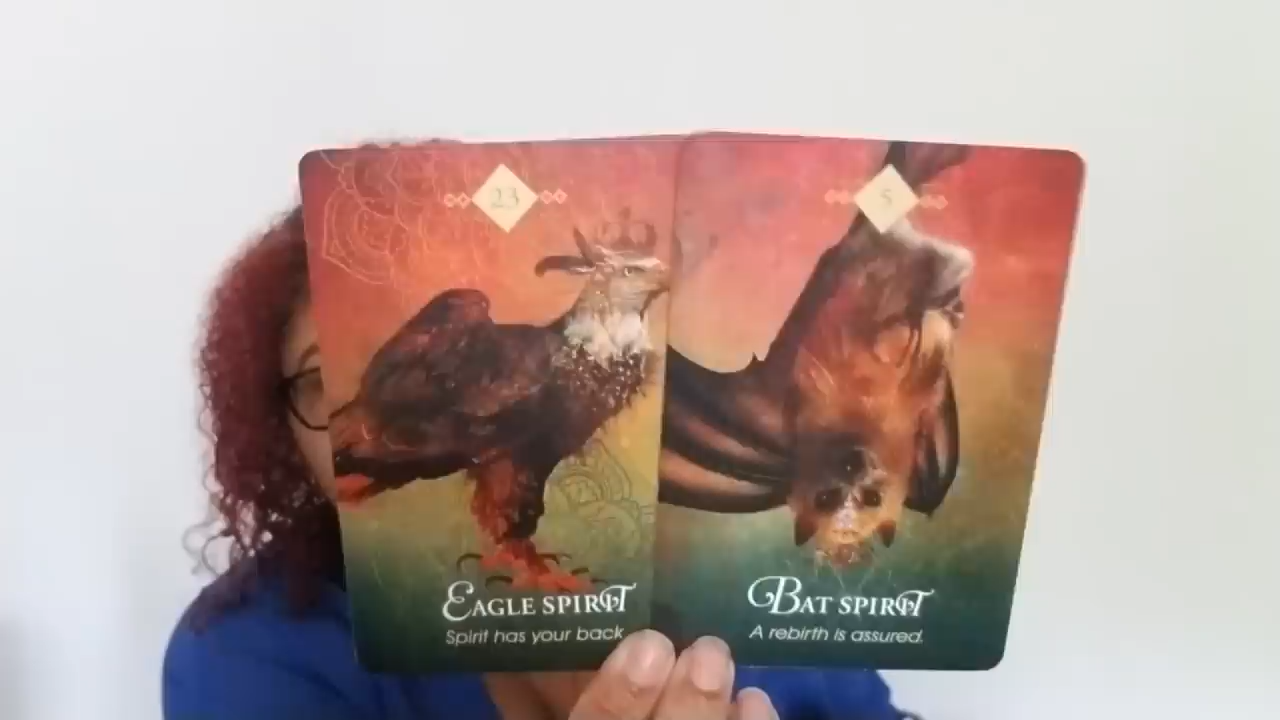 23
EAGLE SPIRIT
Spirit has your back
5
BAT SPIRIT
A rebirth is assured.